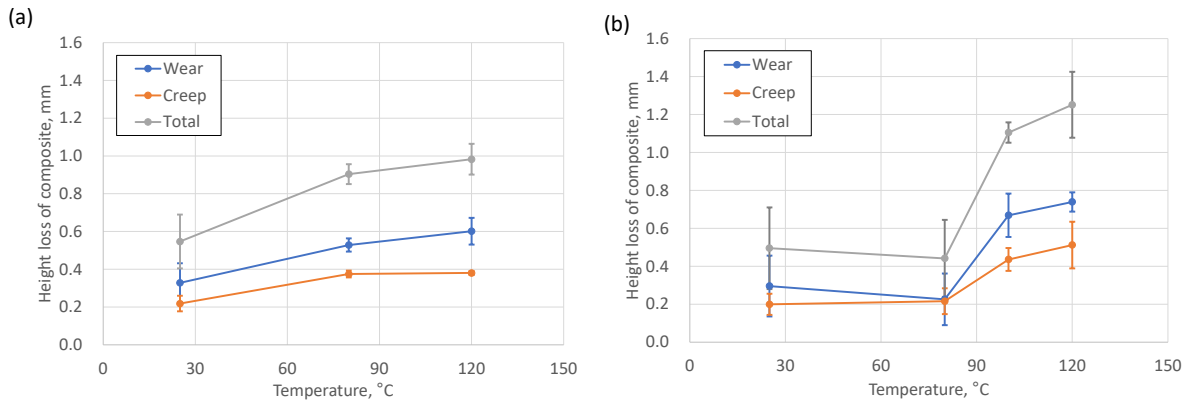 (a)
Height loss of composite, mm
1.6
1.4
1.2
1.0
0.8
0.6
0.4
0.2
0.0
Wear
Creep
Total
0 30 60 90 120 150
Temperature, °C
(b)
Height loss of composite, mm
1.6
1.4
1.2
1.0
0.8
0.6
0.4
0.2
0.0
Wear
Creep
Total
0 30 60 90 120 150
Temperature, °C